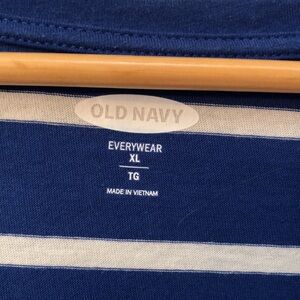 OLD NAVY
EVERYWEAR
XL
TG
MADE IN VIETNAM